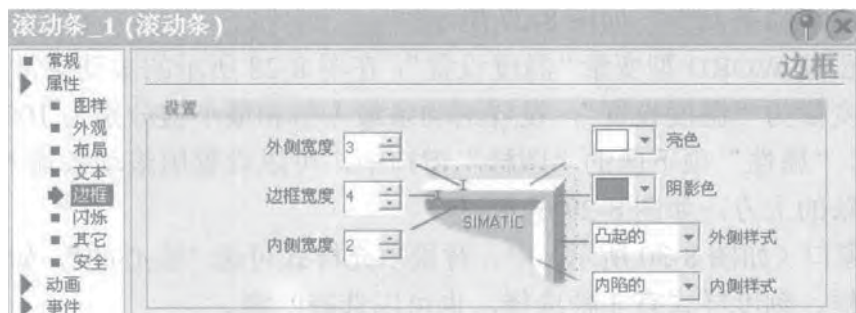 滚动条_1 (滚动条)
常规
属性
图样
外观
布局
文本
边框
闪烁
其它
安全
动画
事件
边框
设置
外侧宽度 3
边框宽度 4
内侧宽度 2
SIMATIC
亮色
阴影色
凸起的 外侧样式
内陷的 内侧样式